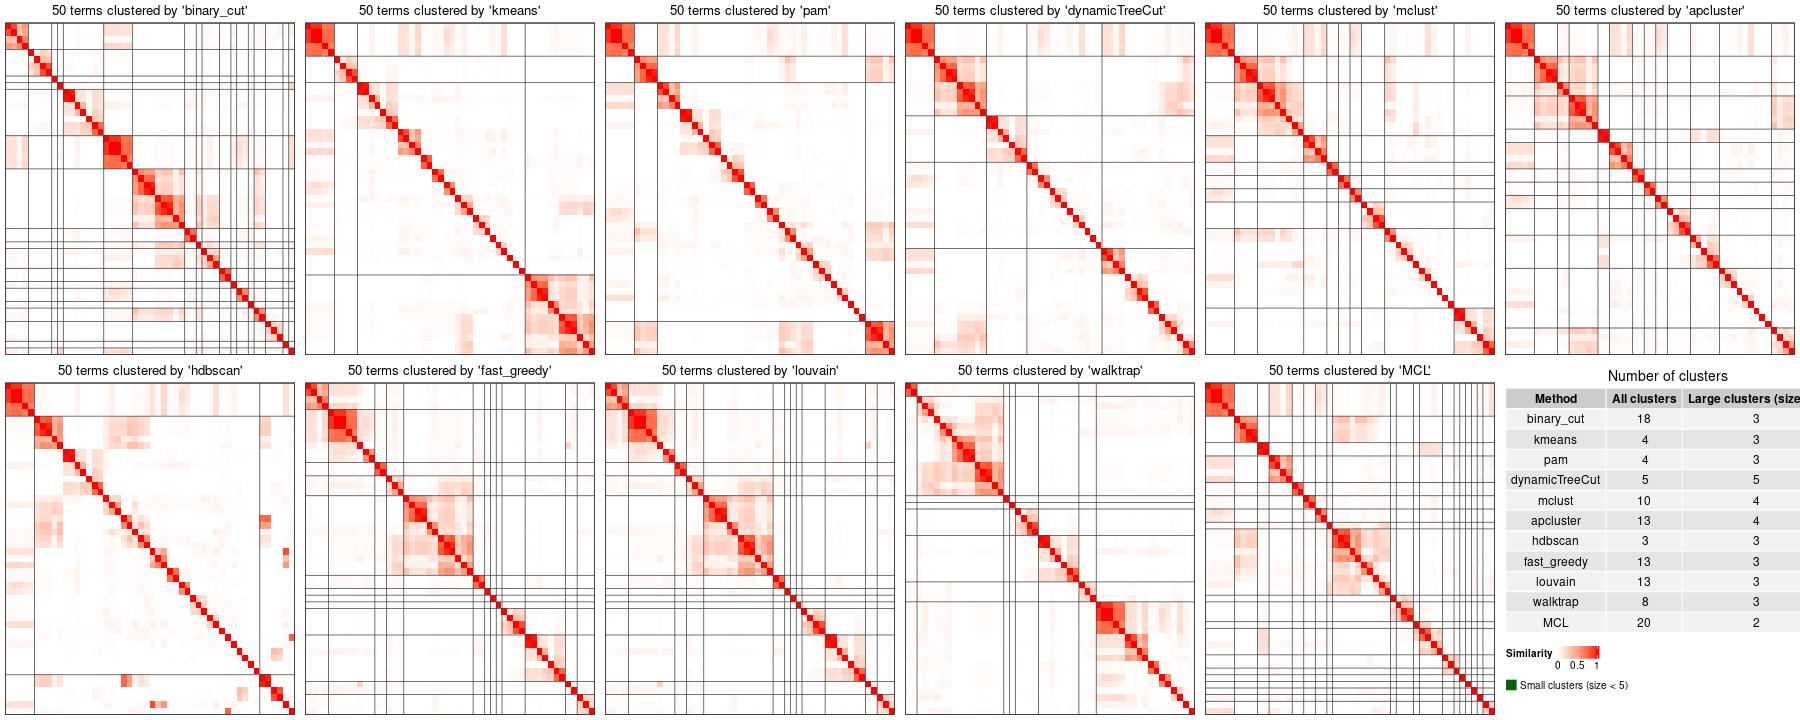 50 terms clustered by 'binary_cut'
50 terms clustered by 'kmeans'
50 terms clustered by 'pam'
50 terms clustered by 'dynamicTreeCut'
50 terms clustered by 'mclust'
50 terms clustered by 'apcluster'
50 terms clustered by 'hdbscan'
50 terms clustered by 'fast_greedy'
50 terms clustered by 'louvain'
50 terms clustered by 'walktrap'
50 terms clustered by 'MCL'
Number of clusters
Method All clusters Large clusters (size
binary_cut 18 3
kmeans 4 3
pam 4 3
dynamicTreeCut 5 5
mclust 10 4
apcluster 13 4
hdbscan 3 3
fast_greedy 13 3
louvain 13 3
walktrap 8 3
MCL 20 2
Similarity
0 0.5 1
Small clusters (size < 5)